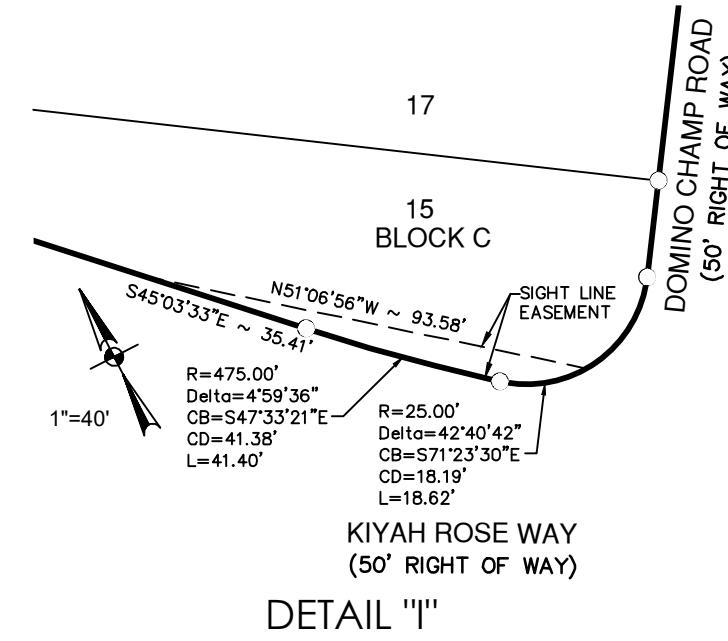 17
DOMINO CHAMP ROAD
(50' RIGHT OF WAY)
15
BLOCK C
N51°06'56"W ~ 93.58'
SIGHT LINE
EASEMENT
S45°03'33"E ~ 35.41'
1"=40'
R=475.00'
Delta=4°59'36"
CB=S47°33'21"E
CD=41.38'
L=41.40'
R=25.00'
Delta=42°40'42"
CB=S71°23'30"E
CD=18.19'
L=18.62'
KIYAH ROSE WAY
(50' RIGHT OF WAY)
DETAIL "I"